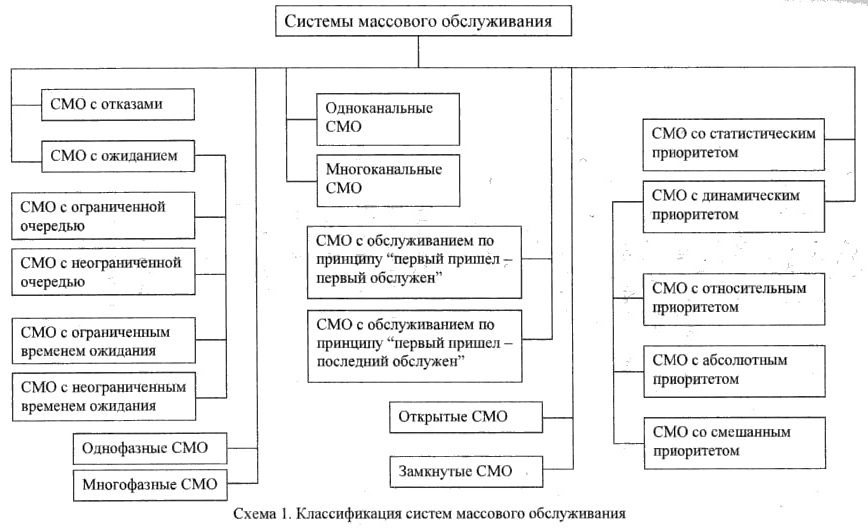 Системы массового обслуживания
СМО с отказами
СМО с ожиданием
СМО с ограниченной
очередью
СМО с неограниченной
очередью
СМО с ограниченным
временем ожидания
СМО с неограниченным
временем ожидания
Однофазные СМО
Многофазные СМО
Одноканальные
СМО
Многоканальные
СМО
СМО с обслуживанием по
принципу “первый пришел –
первый обслужен”
СМО с обслуживанием по
принципу “первый пришел –
последний обслужен”
Открытые СМО
Замкнутые СМО
СМО со статистическим
приоритетом
СМО с динамическим
приоритетом
СМО с относительным
приоритетом
СМО с абсолютным
приоритетом
СМО со смешанным
приоритетом
Схема 1. Классификация систем массового обслуживания